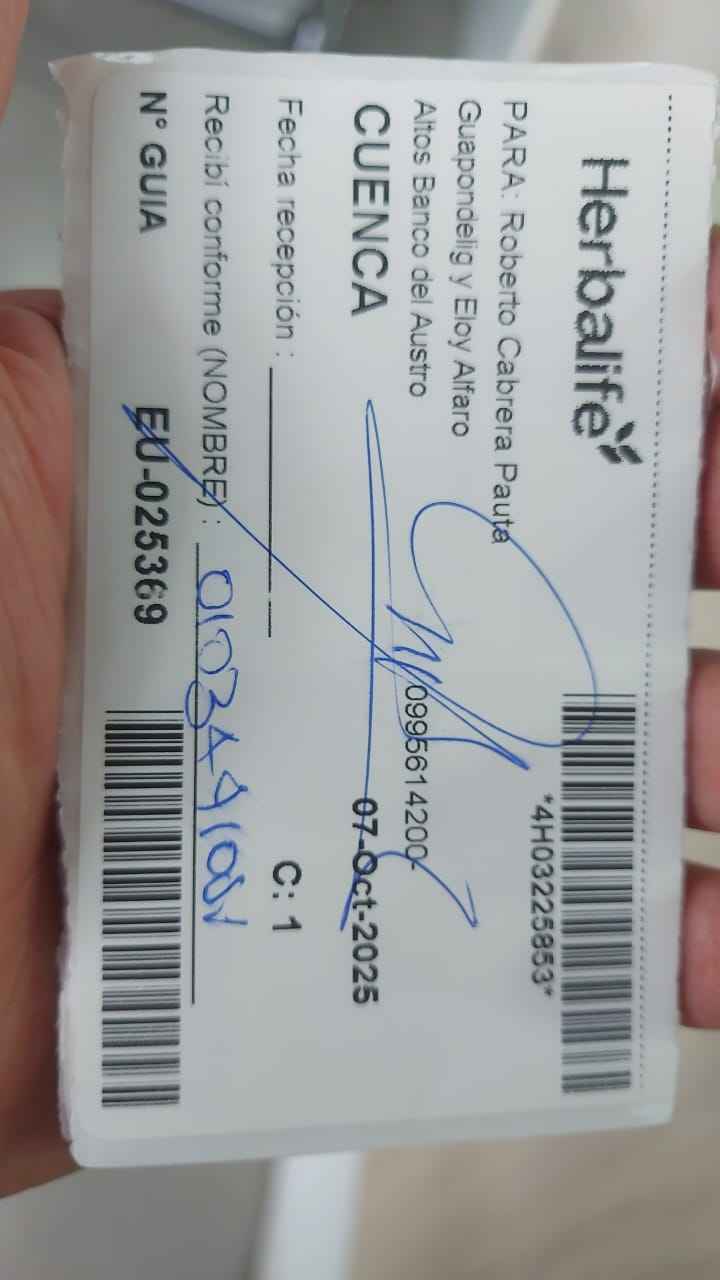 Herbalife
*4H03225853*
PARA: Roberto Cabrera Pauta
Guapondelig y Eloy Alfaro
Altos Banco del Austro 0995614200-
CUENCA 07-Oct-2025
Fecha recepción : C: 1
Recibí conforme (NOMBRE) :
N° GUIA EU-025369